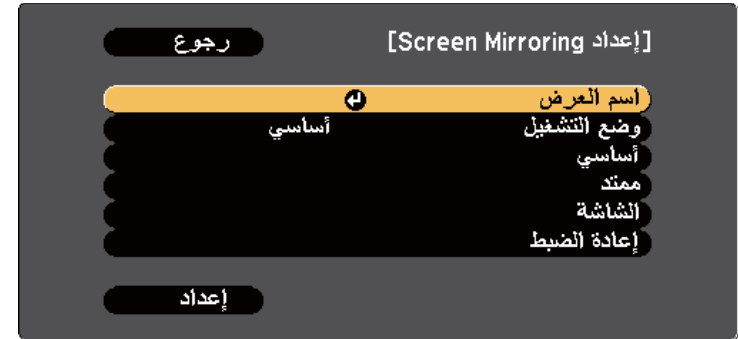 [إعداد Screen Mirroring]
رجوع
اسم العرض
وضع التشغيل أساسي
أساسي
ممتد
الشاشة
إعادة الضبط
إعداد